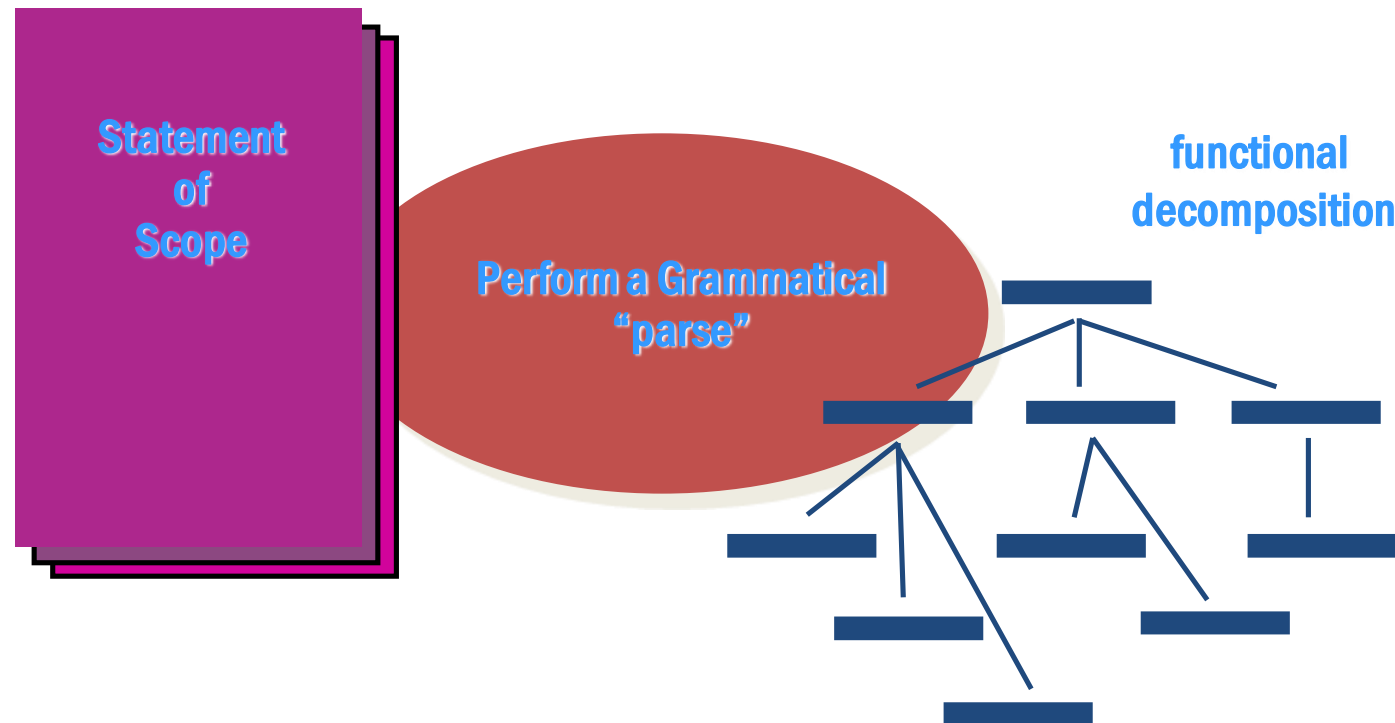 Statement
of
Scope
Perform a Grammatical
“parse”
functional
decomposition